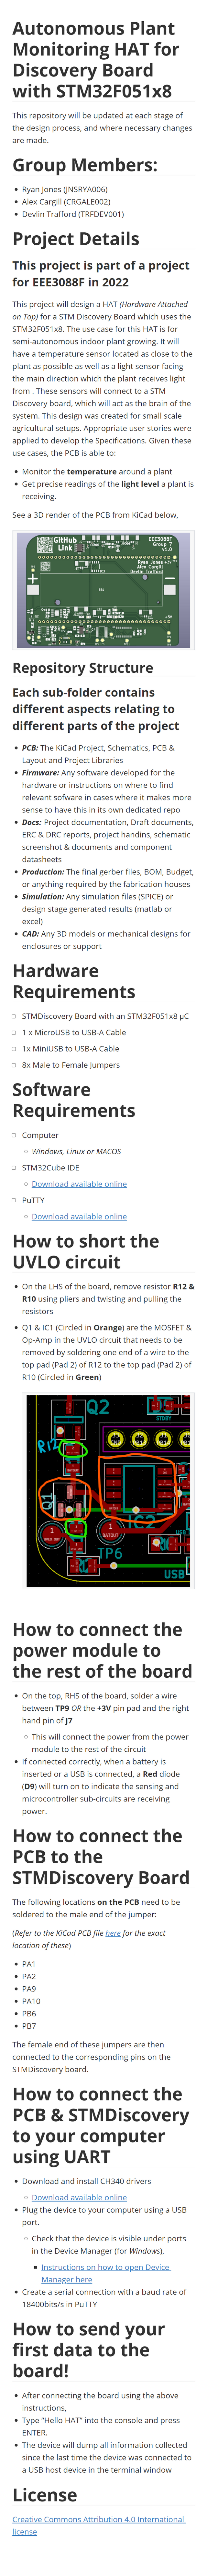 Autonomous Plant
Monitoring HAT for
Discovery Board
with STM32F051x8
This repository will be updated at each stage of
the design process, and where necessary changes
are made.
Group Members:
• Ryan Jones (JNSRYA006)
• Alex Cargill (CRGALE002)
• Devlin Trafford (TRFDEV001)
Project Details
This project is part of a project
for EEE3088F in 2022
This project will design a HAT (Hardware Attached
on Top) for a STM Discovery Board which uses the
STM32F051x8. The use case for this HAT is for
semi-autonomous indoor plant growing. It will
have a temperature sensor located as close to the
plant as possible as well as a light sensor facing
the main direction which the plant receives light
from . These sensors will connect to a STM
Discovery board, which will act as the brain of the
system. This design was created for small scale
agricultural setups. Appropriate user stories were
applied to develop the Specifications. Given these
use cases, the PCB is able to:
• Monitor the temperature around a plant
• Get precise readings of the light level a plant is
receiving.
See a 3D render of the PCB from KiCad below,
GitHub
Link
EEE3088F
Group 7
v1.0
Ryan Jones
Alex Cargill
Devlin Trafford
Repository Structure
Each sub-folder contains
different aspects relating to
different parts of the project
• PCB: The KiCad Project, Schematics, PCB &
Layout and Project Libraries
• Firmware: Any software developed for the
hardware or instructions on where to find
relevant software in cases where it makes more
sense to have this in its own dedicated repo
• Docs: Project documentation, Draft documents,
ERC & DRC reports, project handins, schematic
screenshot & documents and component
datasheets
• Production: The final gerber files, BOM, Budget,
or anything required by the fabrication houses
• Simulation: Any simulation files (SPICE) or
design stage generated results (matlab or
excel)
• CAD: Any 3D models or mechanical designs for
enclosures or support
Hardware
Requirements
STMDiscovery Board with an STM32F051x8 µC
1 x MicroUSB to USB-A Cable
1x MiniUSB to USB-A Cable
8x Male to Female Jumpers
Software
Requirements
Computer
Windows, Linux or MACOS
STM32Cube IDE
Download available online
PuTTY
Download available online
How to short the
UVLO circuit
• On the LHS of the board, remove resistor R12 &
R10 using pliers and twisting and pulling the
resistors
• Q1 & IC1 (Circled in Orange) are the MOSFET &
Op-Amp in the UVLO circuit that needs to be
removed by soldering one end of a wire to the
top pad (Pad 2) of R12 to the top pad (Pad 2) of
R10 (Circled in Green)
Q2
U5
STDBY
R12
Q1
IC2
1
1
BATOUT
TP6
USB
How to connect the
power module to
the rest of the board
• On the top, RHS of the board, solder a wire
between TP9 OR the +3V pin pad and the right
hand pin of J7
This will connect the power from the power
module to the rest of the circuit
• If connected correctly, when a battery is
inserted or a USB is connected, a Red diode
(D9) will turn on to indicate the sensing and
microcontroller sub-circuits are receiving
power.
How to connect the
PCB to the
STMDiscovery Board
The following locations on the PCB need to be
soldered to the male end of the jumper:
(Refer to the KiCad PCB file here for the exact
location of these)
• PA1
• PA2
• PA9
• PA10
• PB6
• PB7
The female end of these jumpers are then
connected to the corresponding pins on the
STMDiscovery board.
How to connect the
PCB & STMDiscovery
to your computer
using UART
• Download and install CH340 drivers
Download available online
• Plug the device to your computer using a USB
port.
Check that the device is visible under ports
in the Device Manager (for Windows),
Instructions on how to open Device
Manager here
• Create a serial connection with a baud rate of
18400bits/s in PuTTY
How to send your
first data to the
board!
• After connecting the board using the above
instructions,
• Type “Hello HAT” into the console and press
ENTER.
• The device will dump all information collected
since the last time the device was connected to
a USB host device in the terminal window
License
Creative Commons Attribution 4.0 International
license